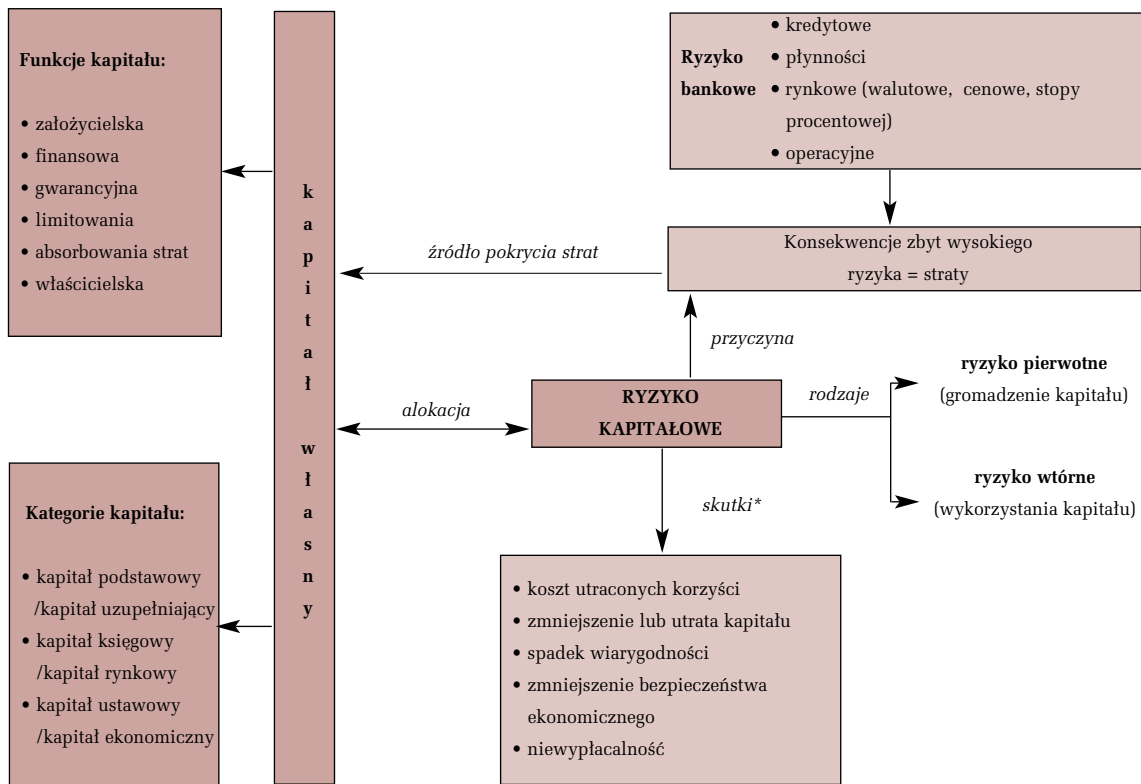 Funkcje kapitału:
• założycielska
• finansowa
• gwarancyjna
• limitowania
• absorbowania strat
• właścicielska
Kategorie kapitału:
• kapitał podstawowy
/kapitał uzupełniający
• kapitał księgowy
/kapitał rynkowy
• kapitał ustawowy
/kapitał ekonomiczny
k
a
p
i
t
a
ł
w
ł
a
s
n
y
Ryzyko
bankowe
• kredytowe
• płynności
• rynkowe (walutowe, cenowe, stopy
procentowej)
• operacyjne
Konsekwencje zbyt wysokiego
ryzyka = straty
źródło pokrycia strat
przyczyna
alokacja
RYZYKO
KAPITAŁOWE
rodzaje
ryzyko pierwotne
(gromadzenie kapitału)
ryzyko wtórne
(wykorzystania kapitału)
skutki*
• koszt utraconych korzyści
• zmniejszenie lub utrata kapitału
• spadek wiarygodności
• zmniejszenie bezpieczeństwa
ekonomicznego
• niewypłacalność